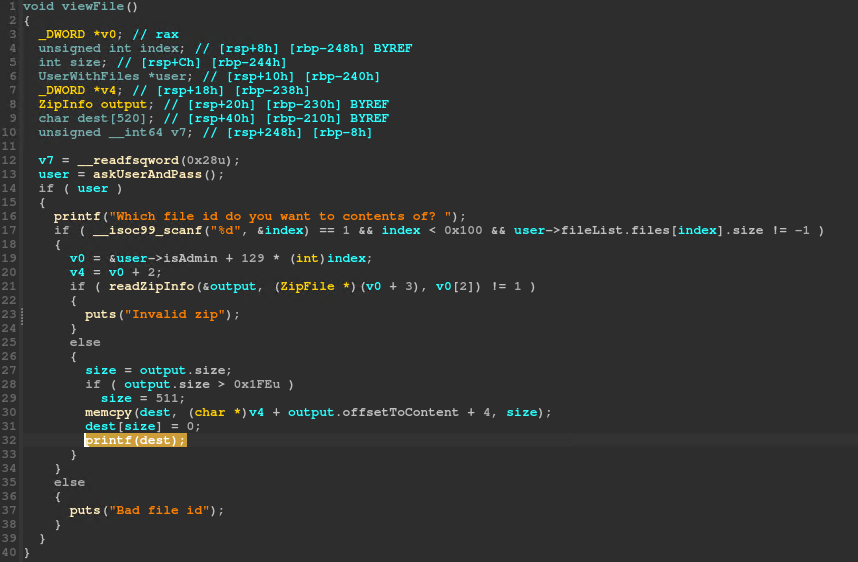 1 void viewFile()
2 {
3 _DWORD *v0; // rax
4 unsigned int index; // [rsp+8h] [rbp-248h] BYREF
5 int size; // [rsp+Ch] [rbp-244h]
6 UserWithFiles *user; // [rsp+10h] [rbp-240h]
7 _DWORD *v4; // [rsp+18h] [rbp-238h]
8 ZipInfo output; // [rsp+20h] [rbp-230h] BYREF
9 char dest[520]; // [rsp+40h] [rbp-210h] BYREF
10 unsigned __int64 v7; // [rsp+248h] [rbp-8h]
11
12 v7 = __readfsqword(0x28u);
13 user = askUserAndPass();
14 if ( user )
15 {
16 printf("Which file id do you want to contents of? ");
17 if ( __isoc99_scanf("%d", &index) == 1 && index < 0x100 && user->fileList.files[index].size != -1 )
18 {
19 v0 = &user->isAdmin + 129 * (int)index;
20 v4 = v0 + 2;
21 if ( readZipInfo(&output, (ZipFile *)(v0 + 3), v0[2]) != 1 )
22 {
23 puts("Invalid zip");
24 }
25 else
26 {
27 size = output.size;
28 if ( output.size > 0x1FEu )
29 size = 511;
30 memcpy(dest, (char *)v4 + output.offsetToContent + 4, size);
31 dest[size] = 0;
32 printf(dest);
33 }
34 }
35 else
36 {
37 puts("Bad file id");
38 }
39 }
40 }